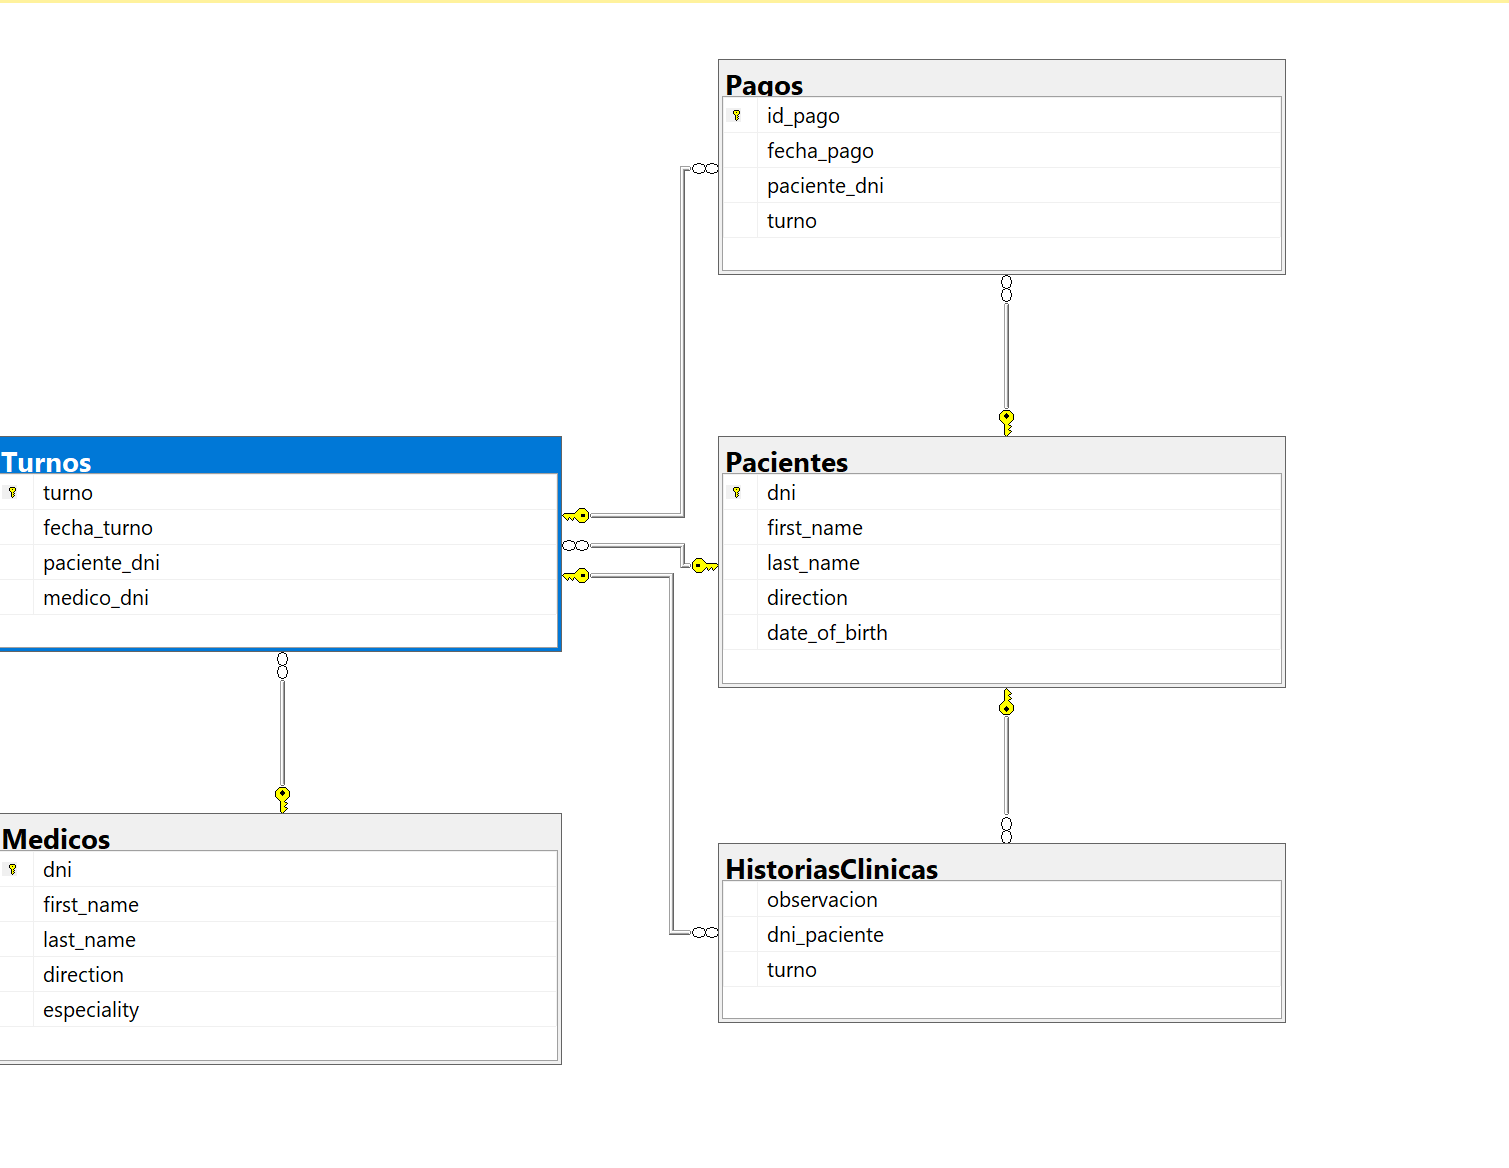 Pagos
id_pago
fecha_pago
paciente_dni
turno
Turnos
turno
fecha_turno
paciente_dni
medico_dni
Pacientes
dni
first_name
last_name
direction
date_of_birth
Medicos
dni
first_name
last_name
direction
especiality
HistoriasClinicas
observacion
dni_paciente
turno